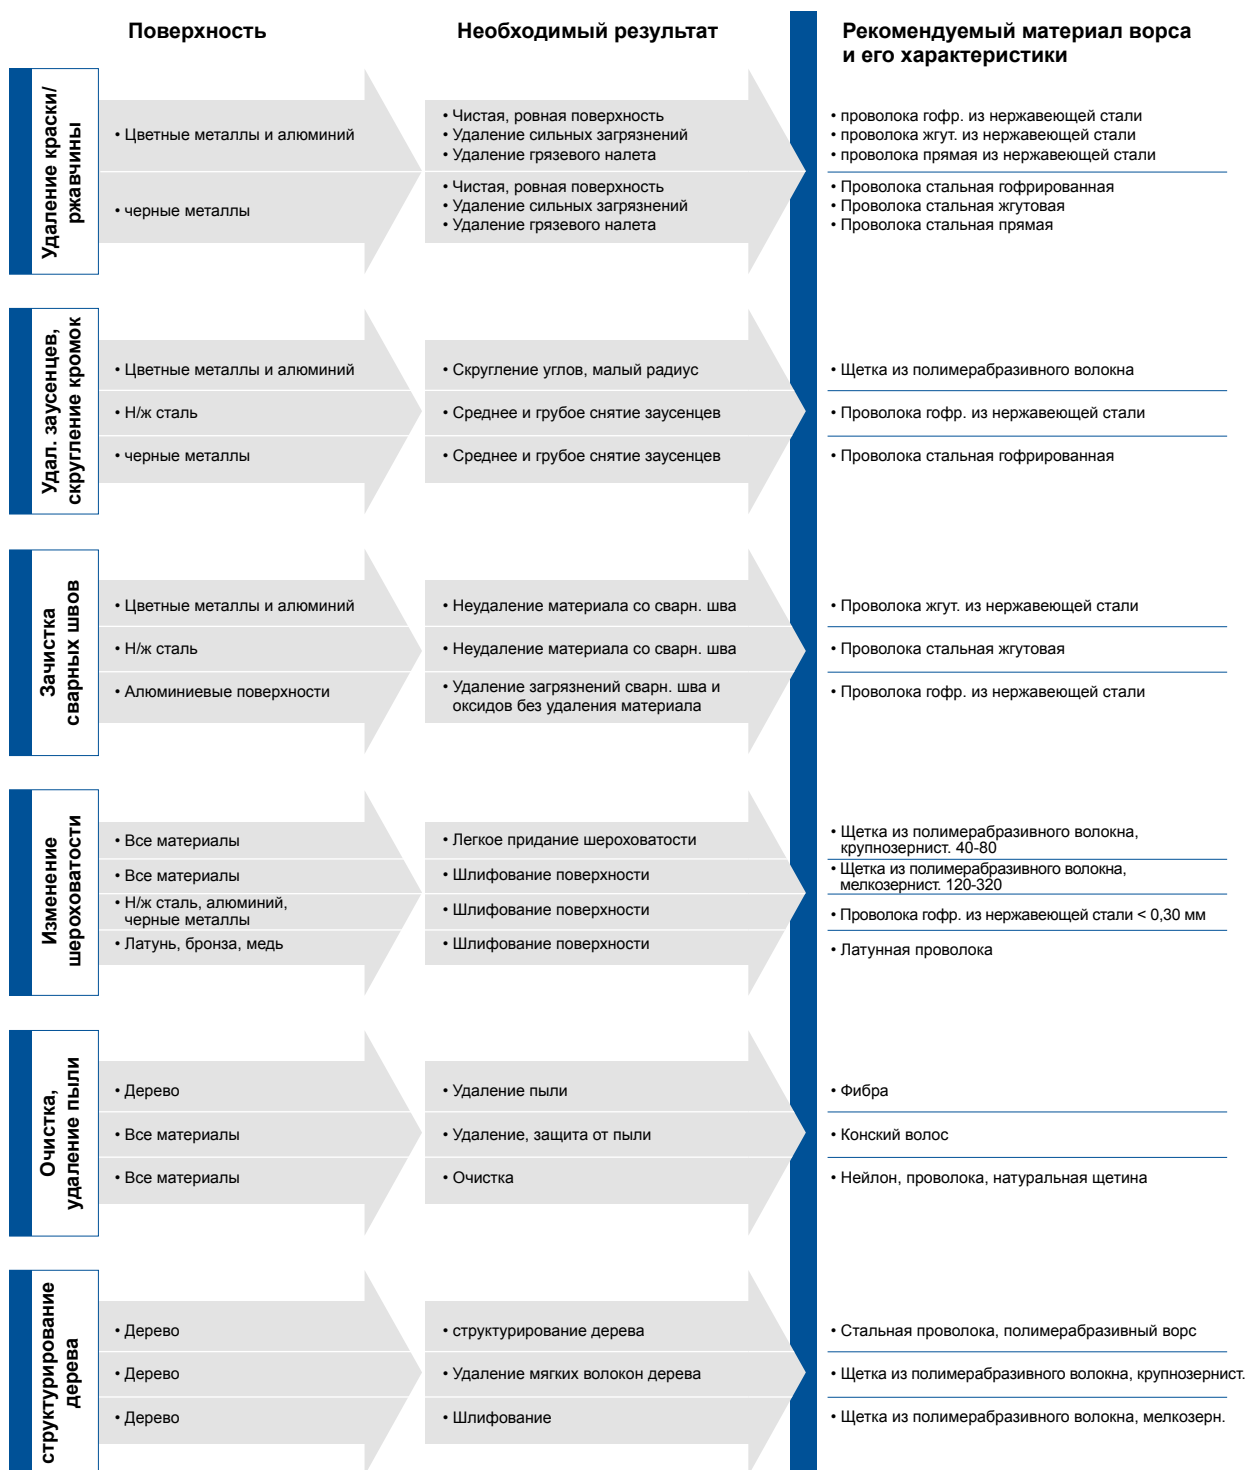 Поверхность
Необходимый результат
Рекомендуемый материал ворса
и его характеристики
Удаление краски/
ржавчины
• Цветные металлы и алюминий
• Чистая, ровная поверхность
• Удаление сильных загрязнений
• Удаление грязевого налета
• проволока гофр. из нержавеющей стали
• проволока жгут. из нержавеющей стали
• проволока прямая из нержавеющей стали
• черные металлы
• Чистая, ровная поверхность
• Удаление сильных загрязнений
• Удаление грязевого налета
• Проволока стальная гофрированная
• Проволока стальная жгутовая
• Проволока стальная прямая
Удал. заусенцев,
скругление кромок
• Цветные металлы и алюминий
• Скругление углов, малый радиус
• Щетка из полимерабразивного волокна
• Н/ж сталь
• Среднее и грубое снятие заусенцев
• Проволока гофр. из нержавеющей стали
• черные металлы
• Среднее и грубое снятие заусенцев
• Проволока стальная гофрированная
Зачистка
сварных швов
• Цветные металлы и алюминий
• Неудаление материала со сварн. шва
• Проволока жгут. из нержавеющей стали
• Н/ж сталь
• Неудаление материала со сварн. шва
• Проволока стальная жгутовая
• Алюминиевые поверхности
• Удаление загрязнений сварн. шва и
оксидов без удаления материала
• Проволока гофр. из нержавеющей стали
Изменение
шероховатости
• Все материалы
• Легкое придание шероховатости
• Щетка из полимерабразивного волокна,
крупнозернист. 40-80
• Все материалы
• Шлифование поверхности
• Щетка из полимерабразивного волокна,
мелкозернист. 120-320
• Н/ж сталь, алюминий,
черные металлы
• Шлифование поверхности
• Проволока гофр. из нержавеющей стали < 0,30 мм
• Латунь, бронза, медь
• Шлифование поверхности
• Латунная проволока
Очистка,
удаление пыли
• Дерево
• Удаление пыли
• Фибра
• Все материалы
• Удаление, защита от пыли
• Конский волос
• Все материалы
• Очистка
• Нейлон, проволока, натуральная щетина
структурирование
дерева
• Дерево
• структурирование дерева
• Стальная проволока, полимерабразивный ворс
• Дерево
• Удаление мягких волокон дерева
• Щетка из полимерабразивного волокна, крупнозернист.
• Дерево
• Шлифование
• Щетка из полимерабразивного волокна, мелкозерн.